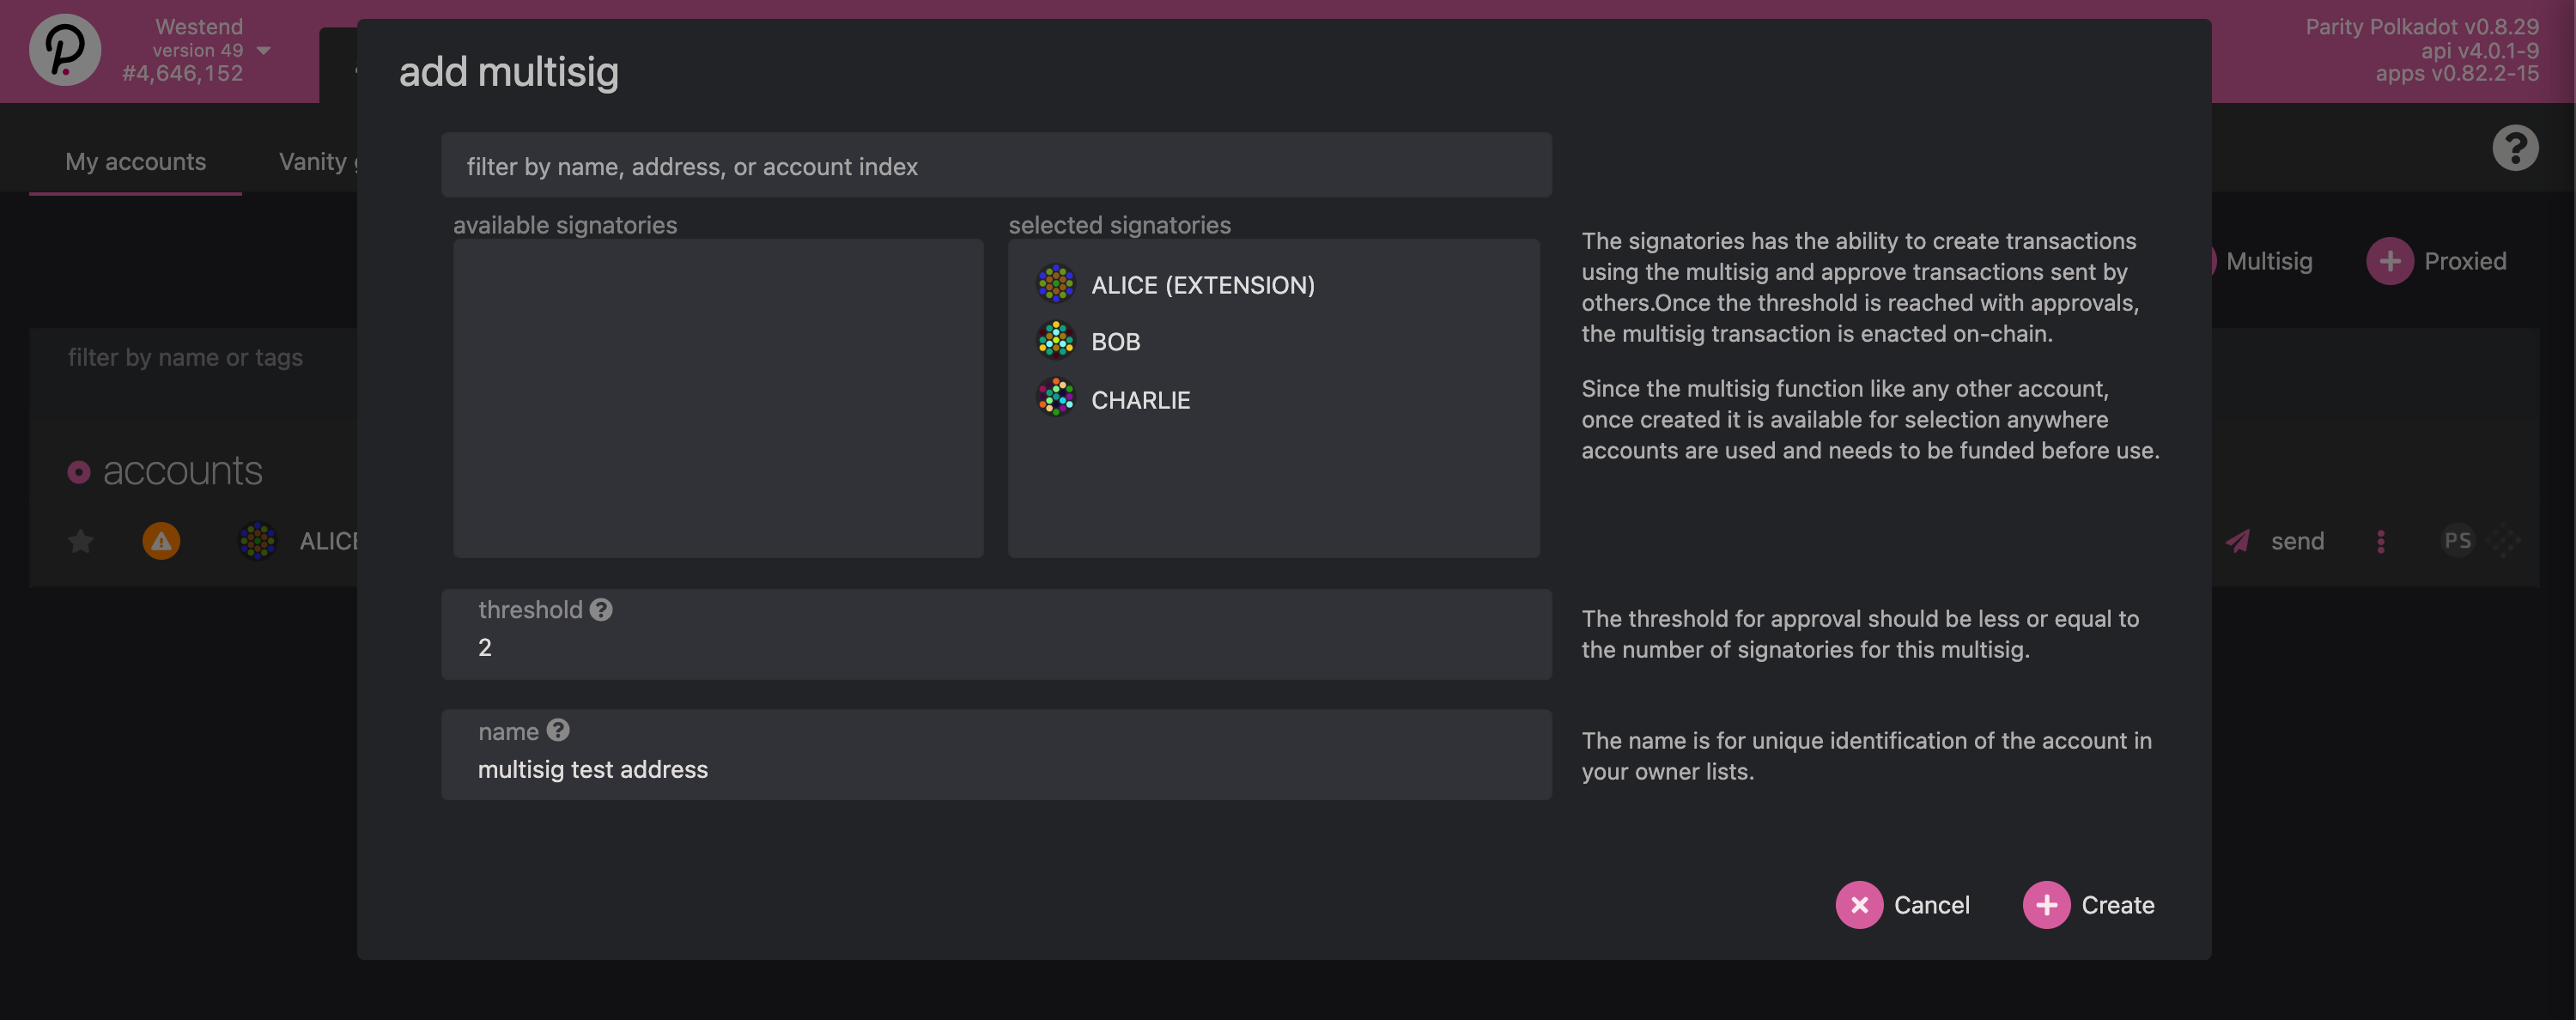 Westend
version 49
#4,646,152
Parity Polkadot v0.8.29
api v4.0.1-9
apps v0.82.2-15
add multisig
My accounts
Vanity
filter by name, address, or account index
available signatories
selected signatories
ALICE (EXTENSION)
BOB
CHARLIE
The signatories has the ability to create transactions
using the multisig and approve transactions sent by
others.Once the threshold is reached with approvals,
the multisig transaction is enacted on-chain.
Since the multisig function like any other account,
once created it is available for selection anywhere
accounts are used and needs to be funded before use.
Multisig
Proxied
filter by name or tags
accounts
ALICE
send
PS
threshold
2
The threshold for approval should be less or equal to
the number of signatories for this multisig.
name
multisig test address
The name is for unique identification of the account in
your owner lists.
Cancel
Create